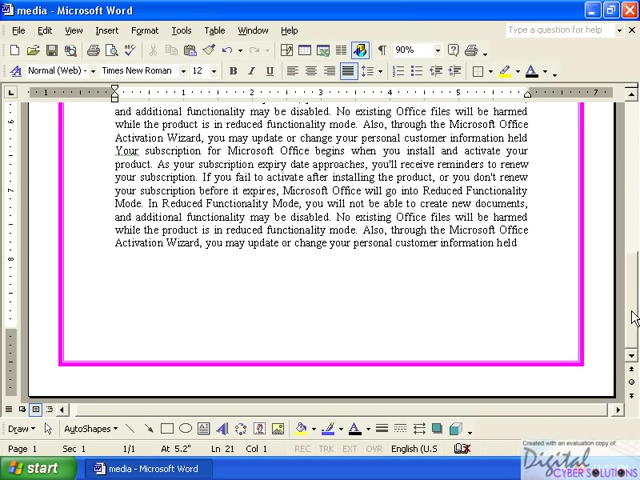 media - Microsoft Word
File Edit View Insert Format Tools Table Window Help
Type a question for help
90%
Normal (Web) Times New Roman 12
1 1 2 3 4 5 7
and additional functionality may be disabled. No existing Office files will be harmed
while the product is in reduced functionality mode. Also, through the Microsoft Office
Activation Wizard, you may update or change your personal customer information held
Your subscription for Microsoft Office begins when you install and activate your
product. As your subscription expiry date approaches, you'll receive reminders to renew
your subscription. If you fail to activate after installing the product, or you don't renew
your subscription before it expires, Microsoft Office will go into Reduced Functionality
Mode. In Reduced Functionality Mode, you will not be able to create new documents,
and additional functionality may be disabled. No existing Office files will be harmed
while the product is in reduced functionality mode. Also, through the Microsoft Office
Activation Wizard, you may update or change your personal customer information held
6
7
8
Draw AutoShapes
Page 1 Sec 1 1/1 At 5.2" Ln 21 Col 1 REC TRK EXT OVR English (U.S
Created with an evaluation copy of
Digital
CYBER SOLUTIONS
start media - Microsoft Word